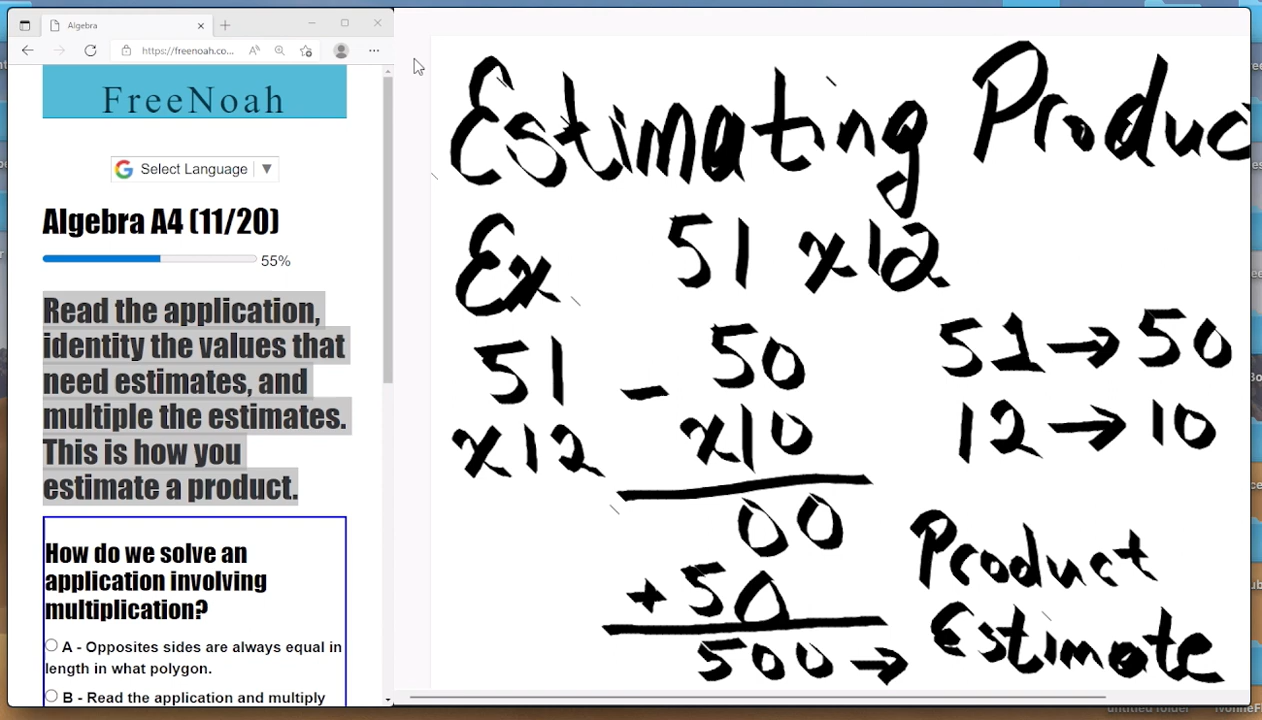 Algebra
https://freenoah.co...
FreeNoah
Select Language
Algebra A4 (11/20)
55%
Read the application,
identity the values that
need estimates, and
multiple the estimates.
This is how you
estimate a product.
How do we solve an
application involving
multiplication?
A - Opposites sides are always equal in
length in what polygon.
B - Read the application and multiply
Estimating Produc
Ex 51 x12
51 - 50
x12 x10
00
+ 50
500 →
51 → 50
12 → 10
Product
Estimate
untitled folder